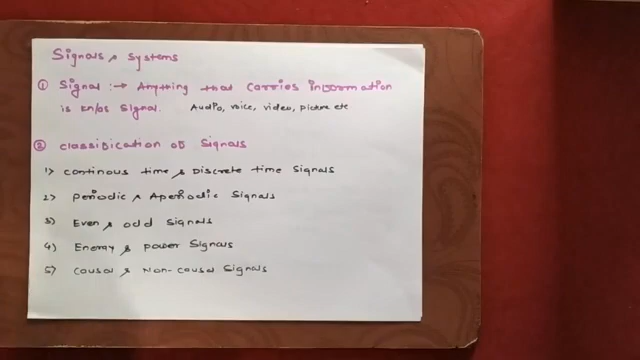 Signals & Systems
① Signal :→ Anything that carries information
is kn/as signal. Audio, voice, video, picture etc
② Classification of Signals
1) Continous time & Discrete time Signals
2) Periodic & Aperiodic Signals
3) Even & odd Signals
4) Energy & power Signals
5) Causal & Non-causal Signals